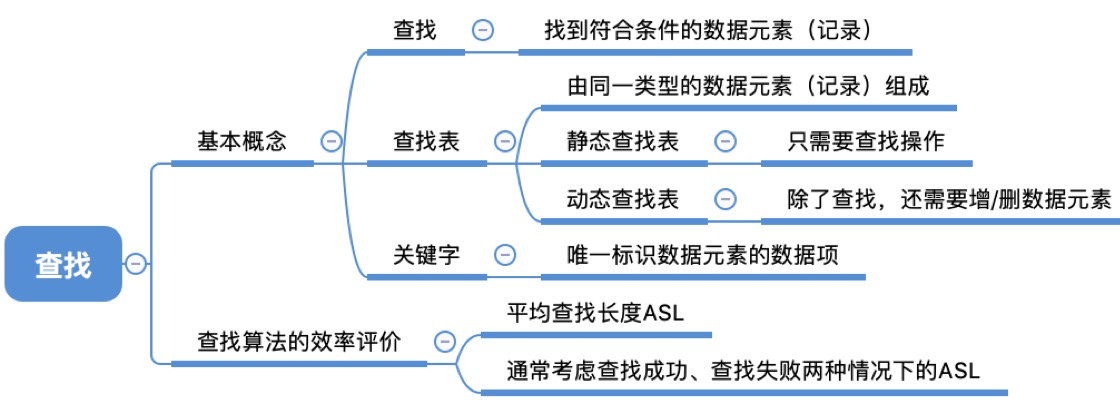 查找
基本概念
查找
找到符合条件的数据元素（记录）
查找表
由同一类型的数据元素（记录）组成
静态查找表
只需要查找操作
动态查找表
除了查找，还需要增/删数据元素
关键字
唯一标识数据元素的数据项
查找算法的效率评价
平均查找长度ASL
通常考虑查找成功、查找失败两种情况下的ASL